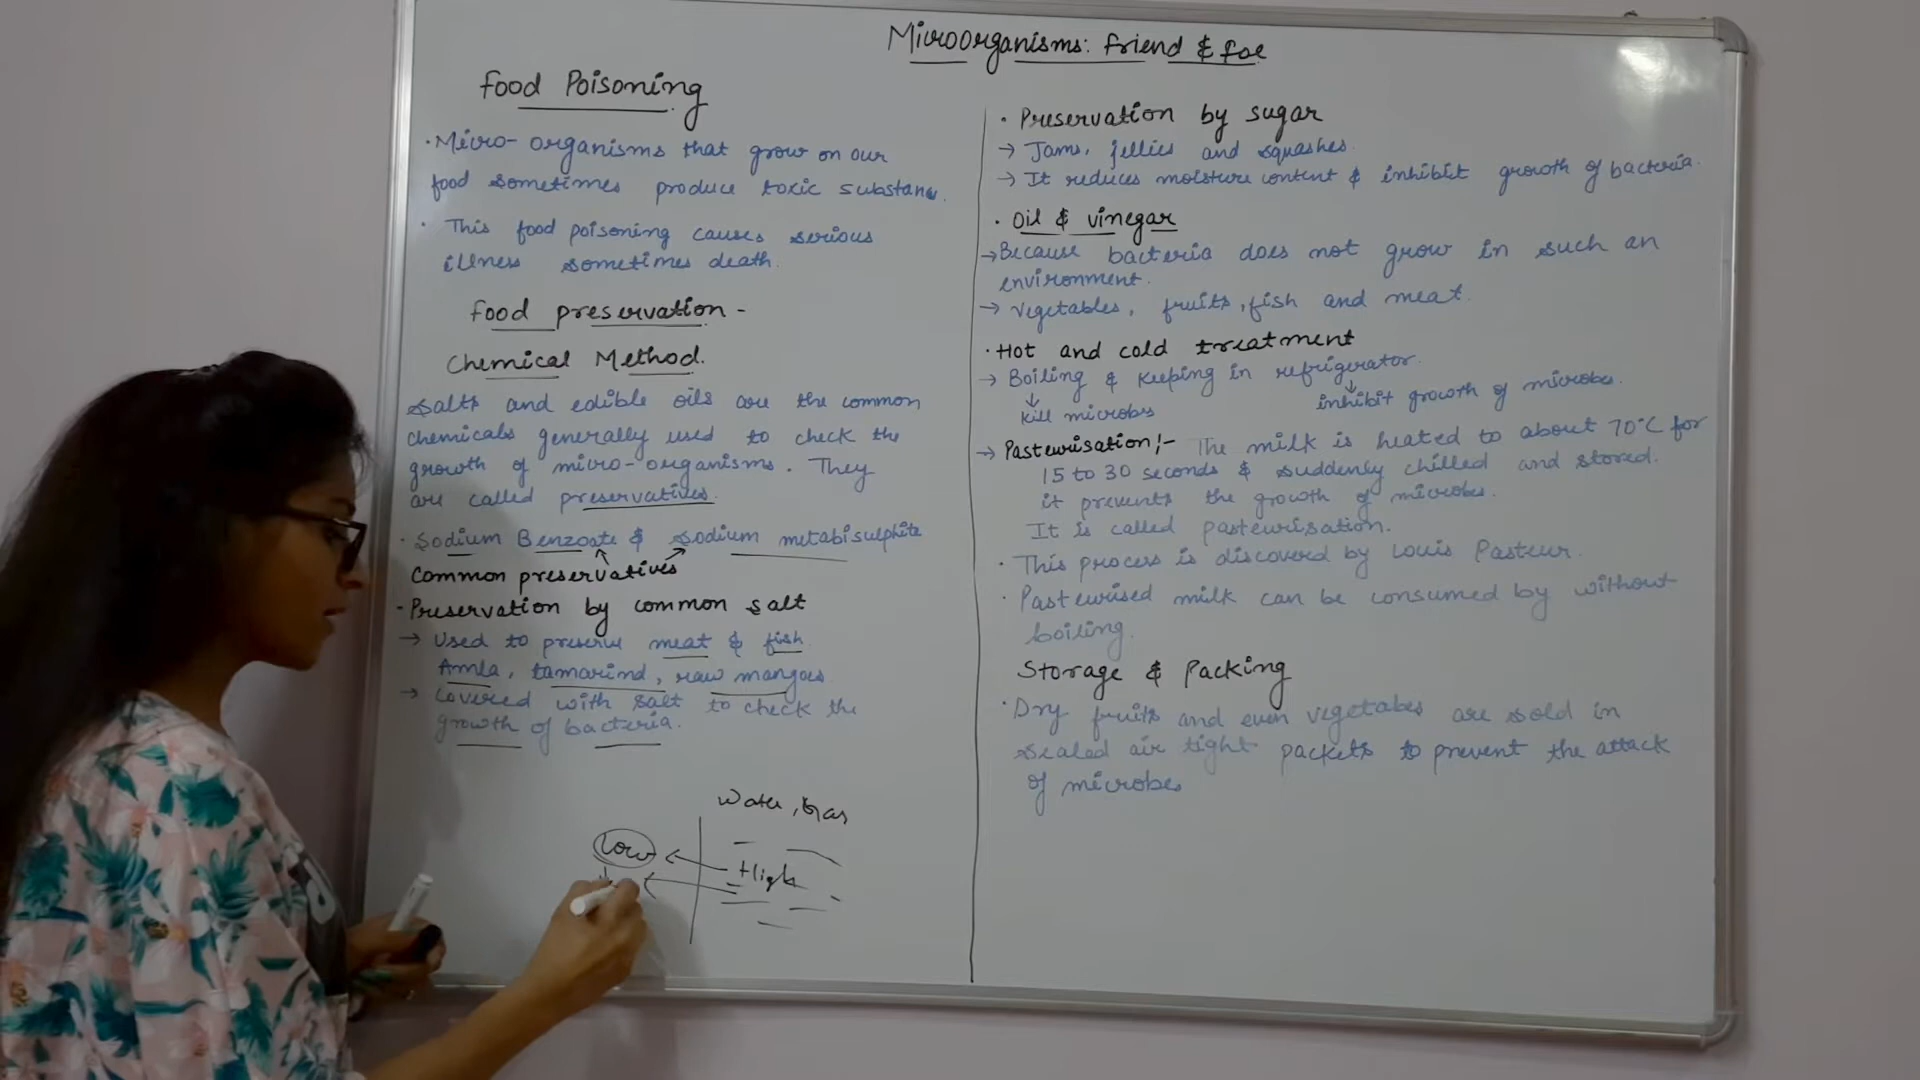 Microorganisms: Friend & foe
Food Poisoning
· Micro-organisms that grow on our
food sometimes produce toxic substanc.
· This food poisoning causes serious
illness sometimes death.
Food preservation -
Chemical Method.
Salts and edible oils are the common
chemicals generally used to check the
growth of micro-organisms. They
are called preservatives.
· Sodium Benzoate & Sodium metabisulphite
Common preservatives
· Preservation by common salt
→ Used to preserve meat & fish
Amla, tamarind, raw mangoes
→ Covered with salt to check the
growth of bacteria.
Water, Gas
Low
High
· Preservation by sugar
→ Jams, jellies and squashes.
→ It reduces moisture content & inhibit growth of bacteria.
· Oil & vinegar
→ Because bacteria does not grow in such an
environment.
→ Vegetables, fruits, fish and meat.
· Hot and cold treatment
→ Boiling & keeping in refrigerator.
↓ kill microbes
↓ inhibit growth of microbes.
→ Pasteurisation:- The milk is heated to about 70°C for
15 to 30 seconds & suddenly chilled and stored.
it prevents the growth of microbes.
It is called pasteurisation.
· This process is discovered by Louis Pasteur.
· Pasteurised milk can be consumed by without
boiling.
Storage & Packing
· Dry fruits and even vegetabes are sold in
sealed air tight packets to prevent the attack
of microbes